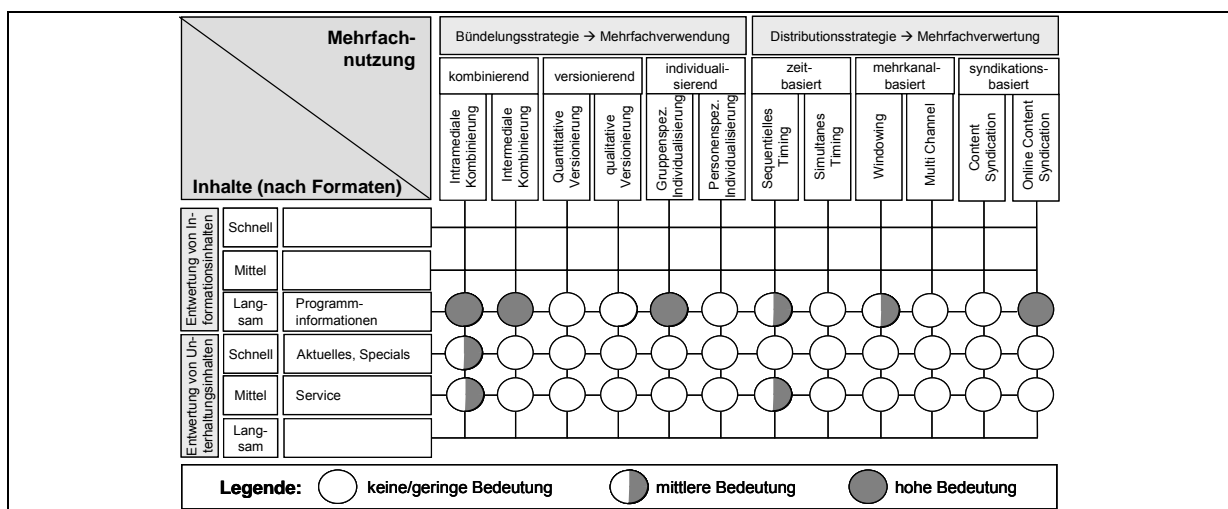 Mehrfach-
nutzung
Inhalte (nach Formaten)
Bündelungsstrategie → Mehrfachverwendung
Distributionsstrategie → Mehrfachverwertung
kombinierend
versionierend
individuali-
sierend
zeit-
basiert
mehrkanal-
basiert
syndikations-
basiert
Intramediale
Kombinierung
Intermediale
Kombinierung
Quantitative
Versionierung
qualitative
Versionierung
Gruppenspez.
Individualisierung
Personenspez.
Individualisierung
Sequentielles
Timing
Simultanes
Timing
Windowing
Multi Channel
Content
Syndication
Online Content
Syndication
Entwertung von In-
formationsinhalten
Schnell
Mittel
Lang-
sam
Programm-
informationen
Entwertung von Un-
terhaltungsinhalten
Schnell
Aktuelles, Specials
Mittel
Service
Lang-
sam
Legende:
keine/geringe Bedeutung
mittlere Bedeutung
hohe Bedeutung